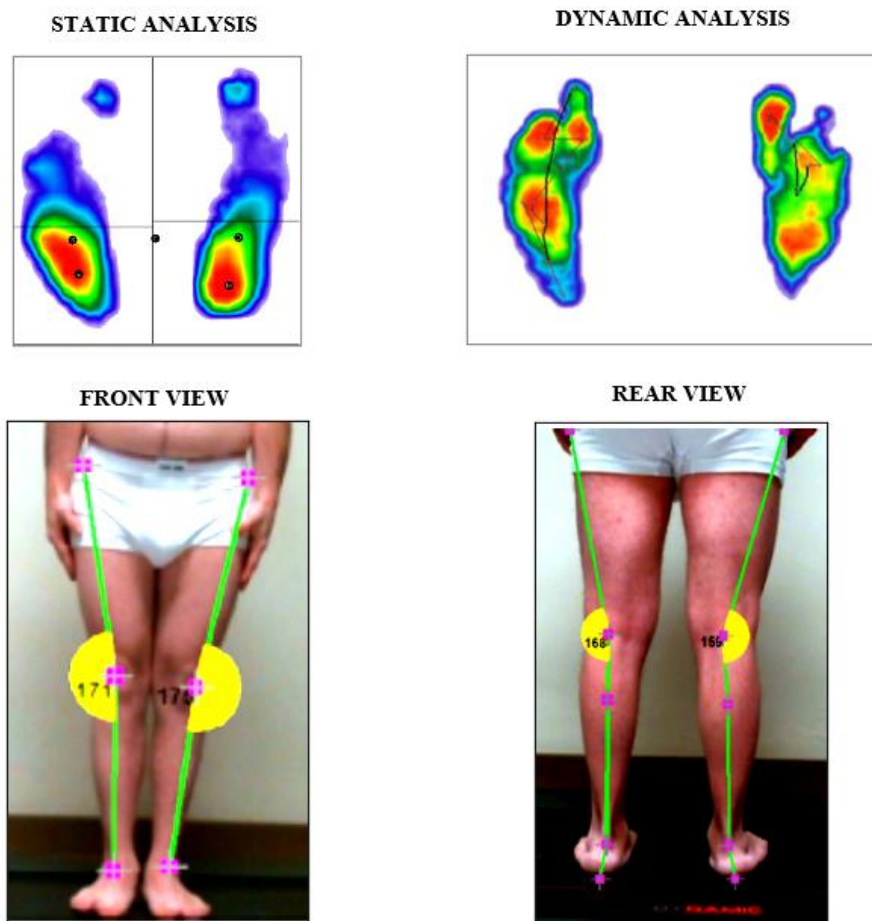 STATIC ANALYSIS
DYNAMIC ANALYSIS
FRONT VIEW
REAR VIEW
171
168